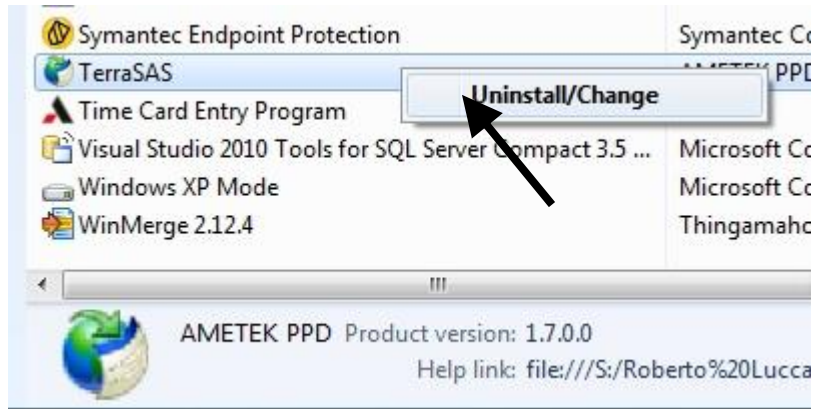 Symantec Endpoint Protection Symantec Co
TerraSAS AMETEK PPD
Uninstall/Change
Time Card Entry Program
Visual Studio 2010 Tools for SQL Server Compact 3.5 ... Microsoft Co
Windows XP Mode Microsoft Co
WinMerge 2.12.4 Thingamaho
AMETEK PPD Product version: 1.7.0.0
Help link: file:///S:/Roberto%20Lucca